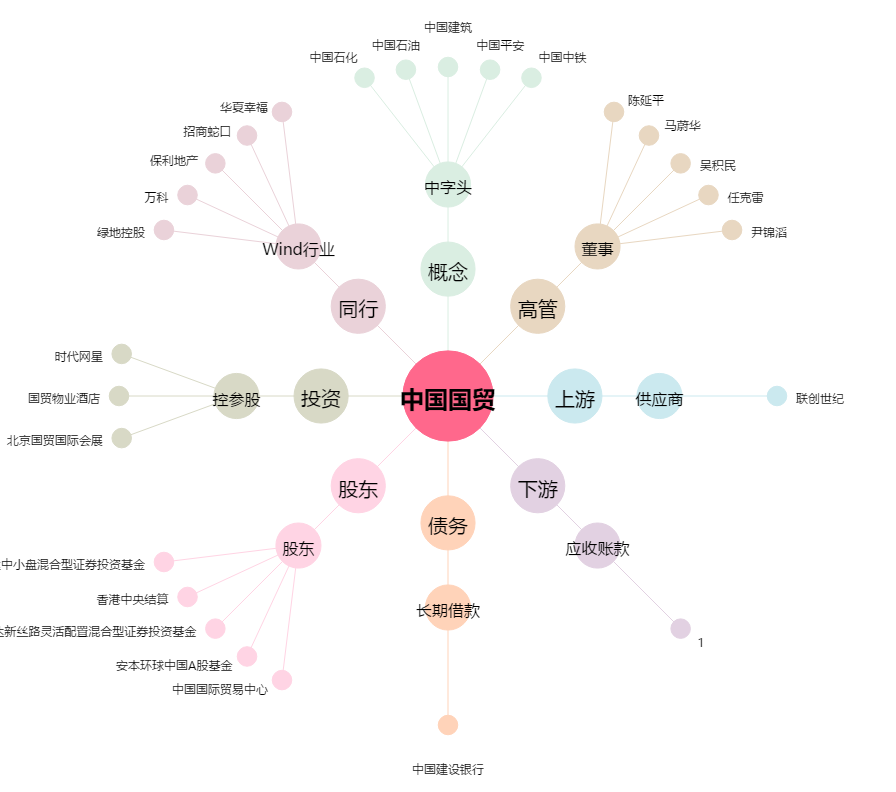 中国建筑
中国石油
中国平安
中国石化
中国中铁
陈延平
华夏幸福
马蔚华
招商蛇口
保利地产
吴积民
中字头
万科
任克雷
绿地控股
尹锦滔
Wind行业
董事
概念
同行
高管
时代网星
国贸物业酒店
控参股
投资
中国国贸
上游
供应商
联创世纪
北京国贸国际会展
股东
下游
债务
股东
应收账款
中小盘混合型证券投资基金
香港中央结算
长期借款
新丝路灵活配置混合型证券投资基金
1
安本环球中国A股基金
中国国际贸易中心
中国建设银行